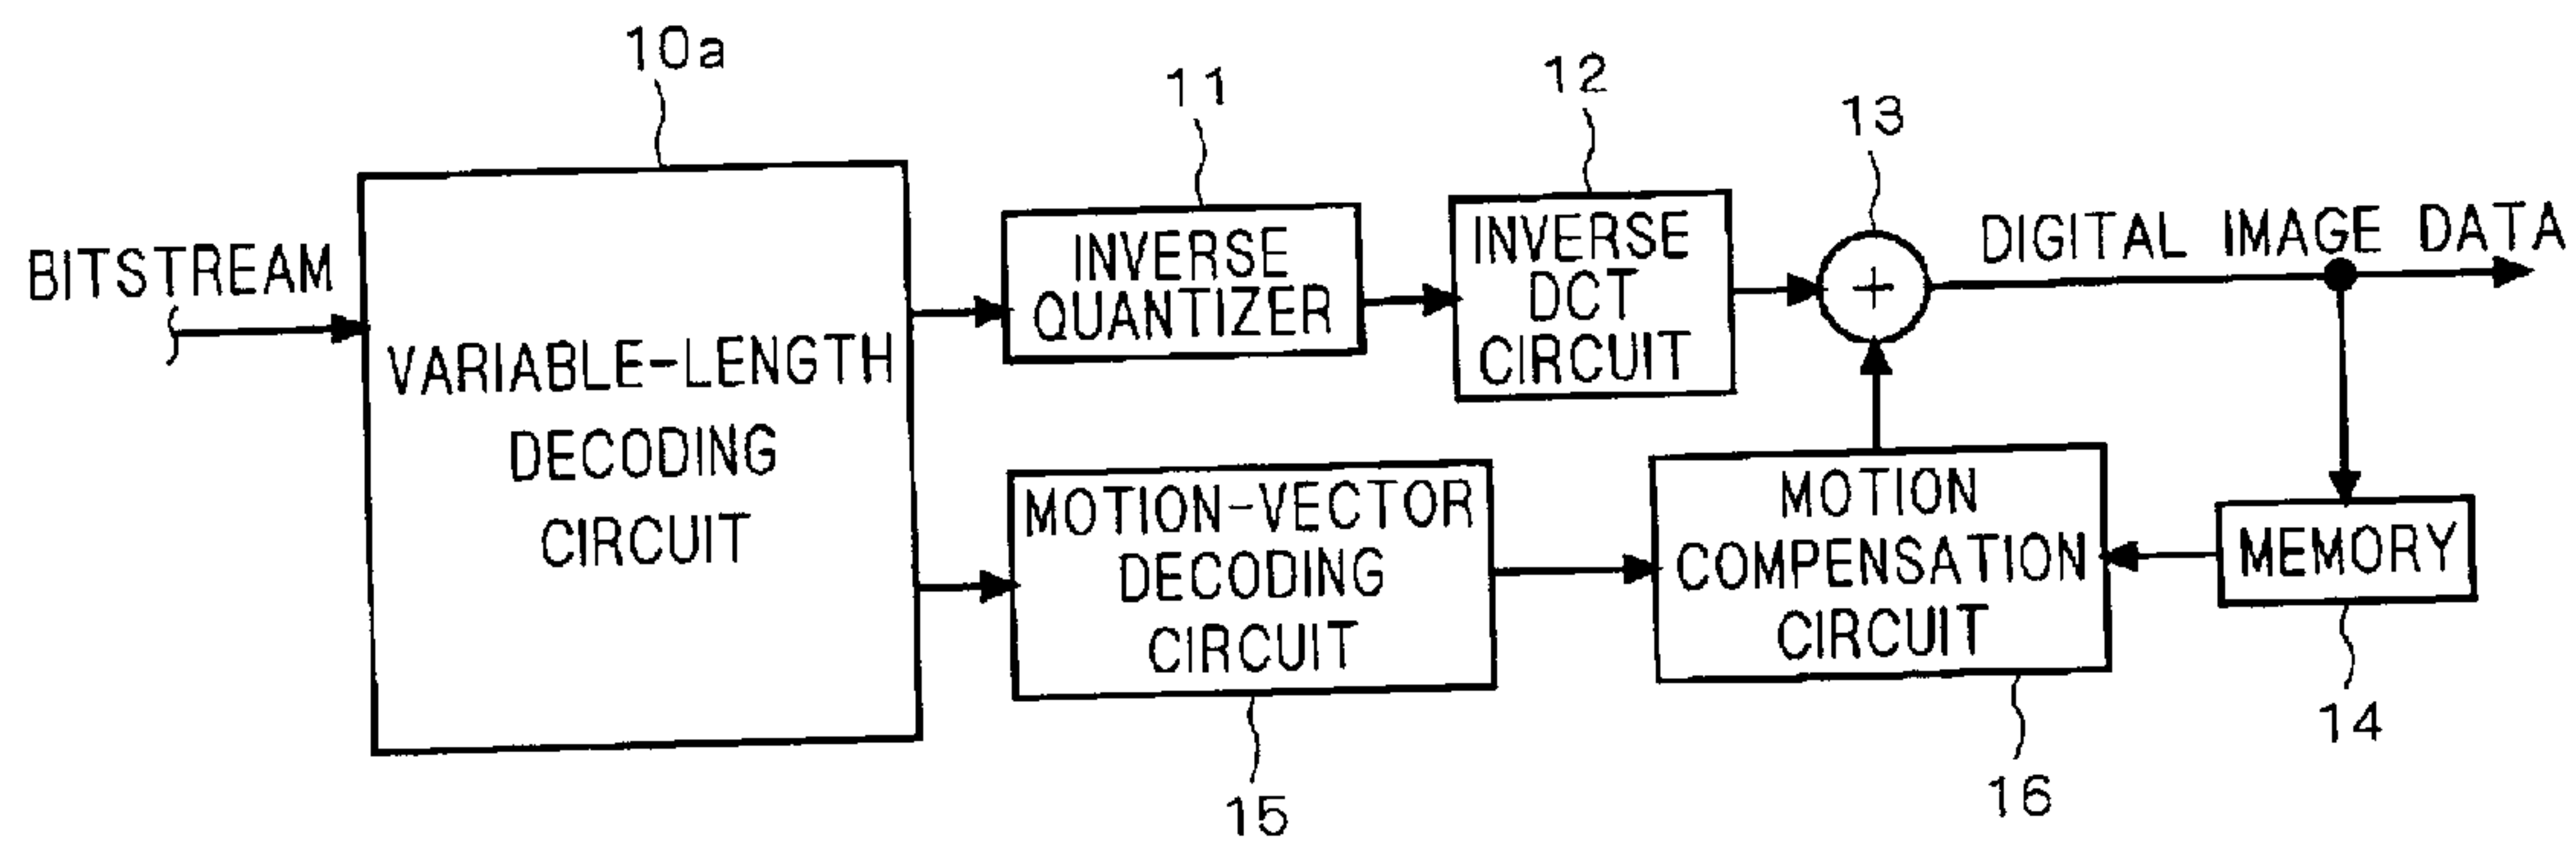 10a
11
12
13
BITSTREAM
VARIABLE-LENGTH
DECODING
CIRCUIT
INVERSE
QUANTIZER
INVERSE
DCT
CIRCUIT
+
DIGITAL IMAGE DATA
MOTION-VECTOR
DECODING
CIRCUIT
MOTION
COMPENSATION
CIRCUIT
MEMORY
14
15
16